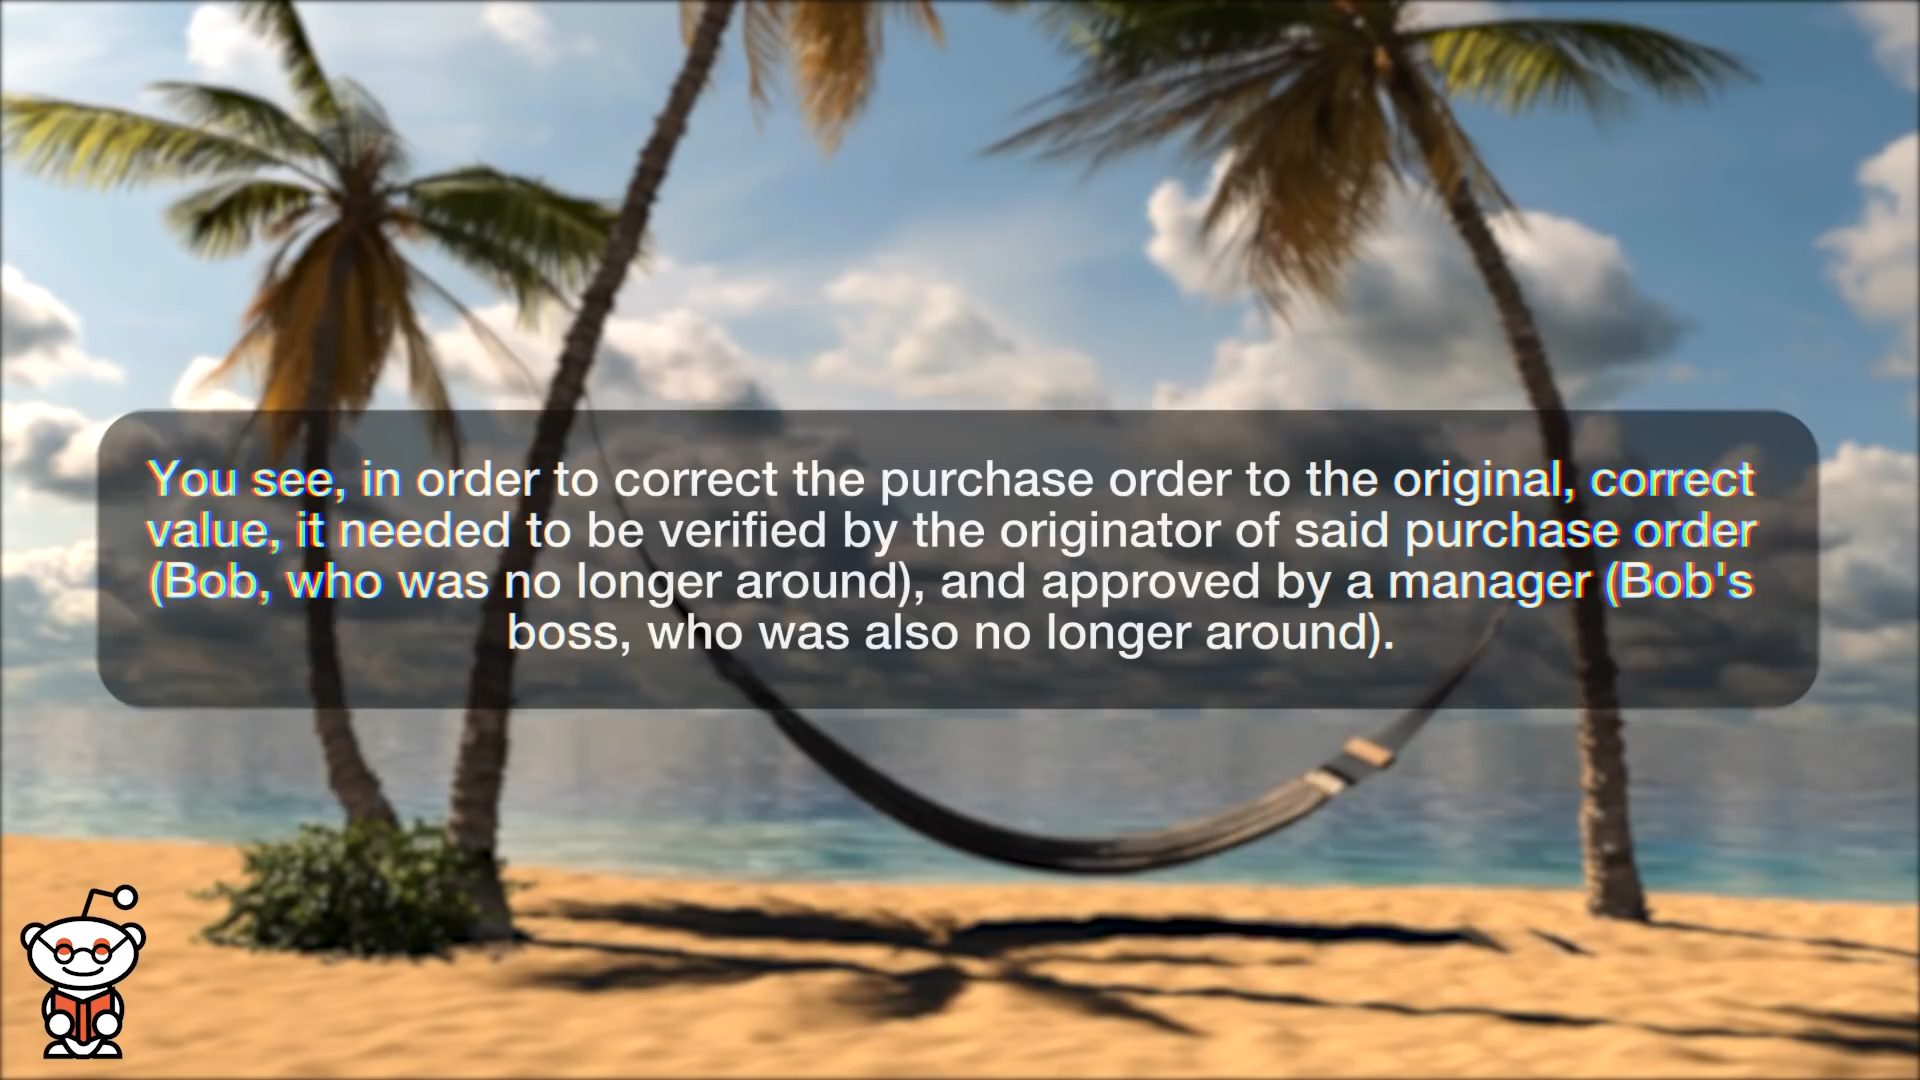 You see, in order to correct the purchase order to the original, correct
value, it needed to be verified by the originator of said purchase order
(Bob, who was no longer around), and approved by a manager (Bob's
boss, who was also no longer around).